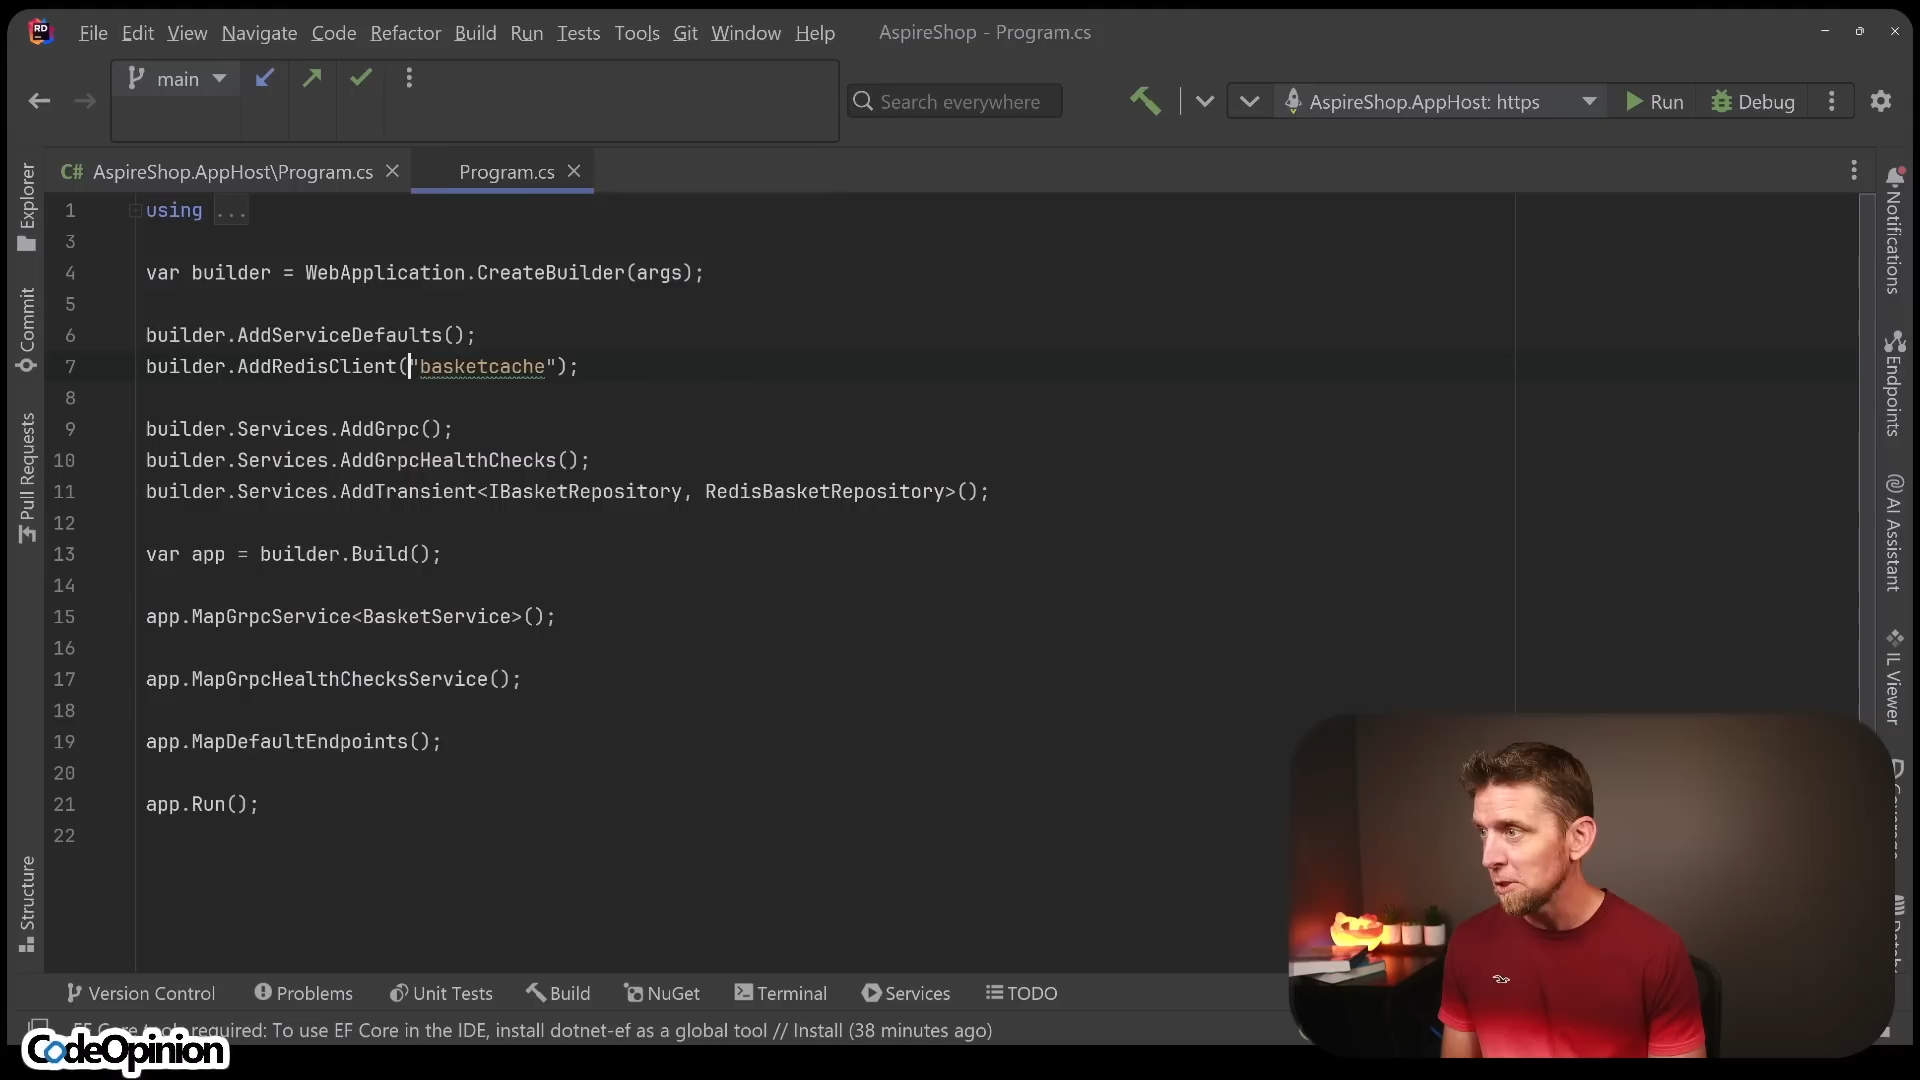 RD File Edit View Navigate Code Refactor Build Run Tests Tools Git Window Help AspireShop - Program.cs
main Search everywhere AspireShop.AppHost: https Run Debug
C# AspireShop.AppHost\Program.cs Program.cs
Explorer
Commit
Pull Requests
Structure
1 using ...
3
4 var builder = WebApplication.CreateBuilder(args);
5
6 builder.AddServiceDefaults();
7 builder.AddRedisClient("basketcache");
8
9 builder.Services.AddGrpc();
10 builder.Services.AddGrpcHealthChecks();
11 builder.Services.AddTransient<IBasketRepository, RedisBasketRepository>();
12
13 var app = builder.Build();
14
15 app.MapGrpcService<BasketService>();
16
17 app.MapGrpcHealthChecksService();
18
19 app.MapDefaultEndpoints();
20
21 app.Run();
22
Notifications
Endpoints
AI Assistant
IL Viewer
Version Control Problems Unit Tests Build NuGet Terminal Services TODO
required: To use EF Core in the IDE, install dotnet-ef as a global tool // Install (38 minutes ago)
CodeOpinion